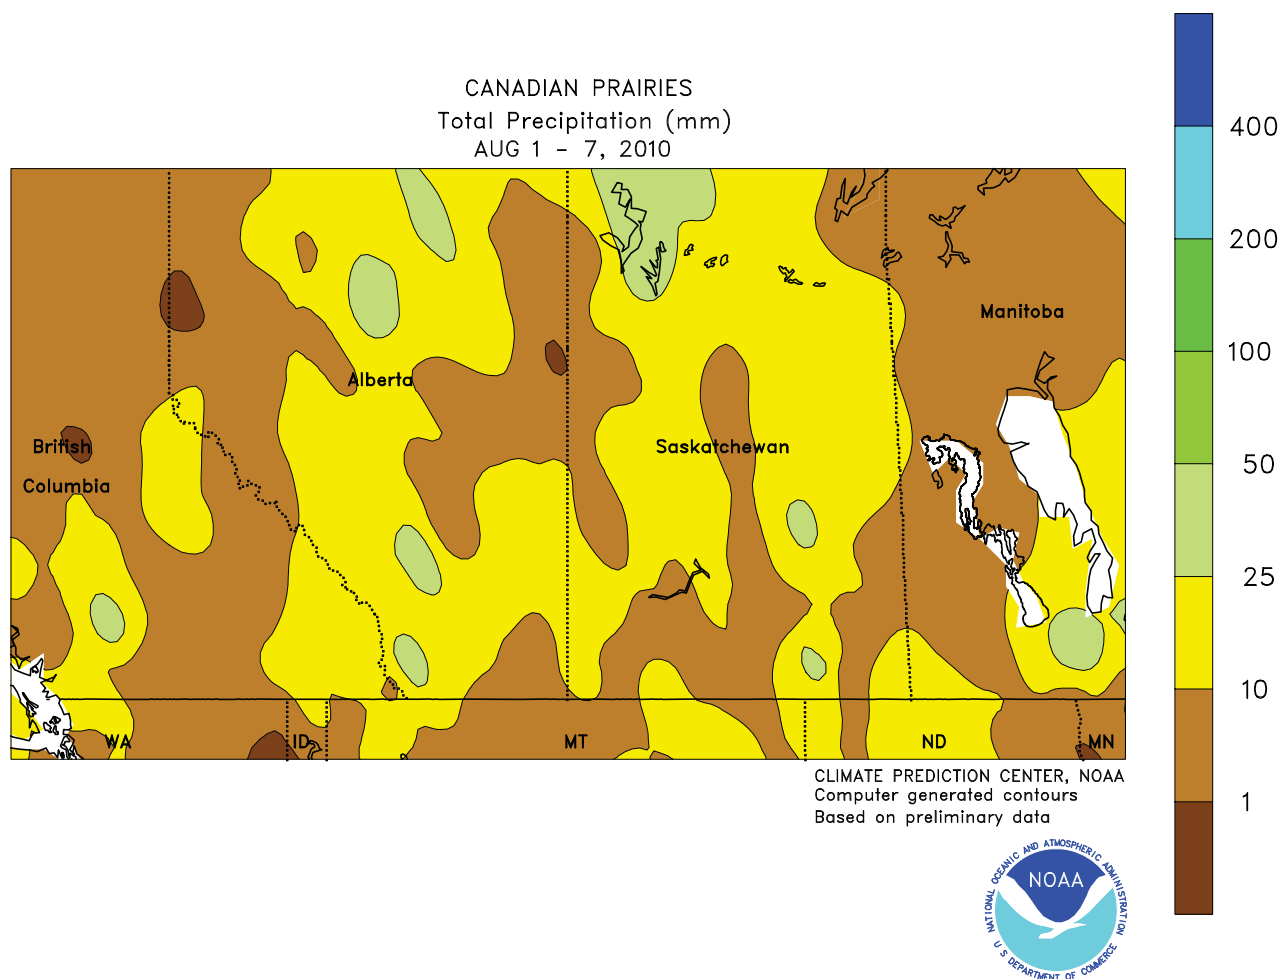 CANADIAN PRAIRIES
Total Precipitation (mm)
AUG 1 - 7, 2010
400
200
100
50
25
10
1
Manitoba
Alberta
British
Columbia
Saskatchewan
WA
ID
MT
ND
MN
CLIMATE PREDICTION CENTER, NOAA
Computer generated contours
Based on preliminary data
NATIONAL OCEANIC AND ATMOSPHERIC ADMINISTRATION
NOAA
U S DEPARTMENT OF COMMERCE